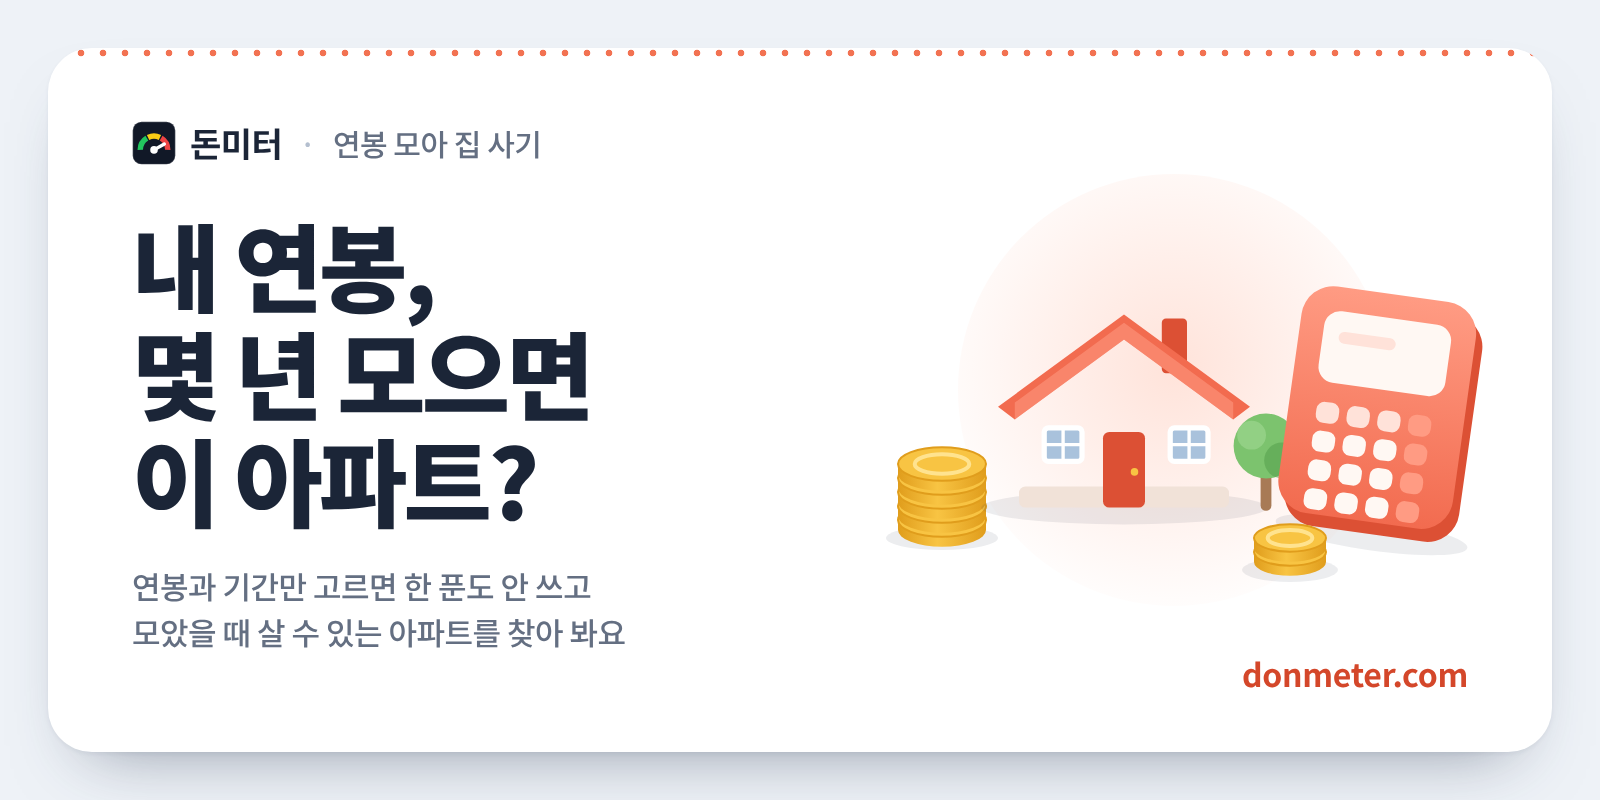 돈미터 · 연봉 모아 집 사기
내 연봉,
몇 년 모으면
이 아파트?
연봉과 기간만 고르면 한 푼도 안 쓰고
모았을 때 살 수 있는 아파트를 찾아 봐요
donmeter.com